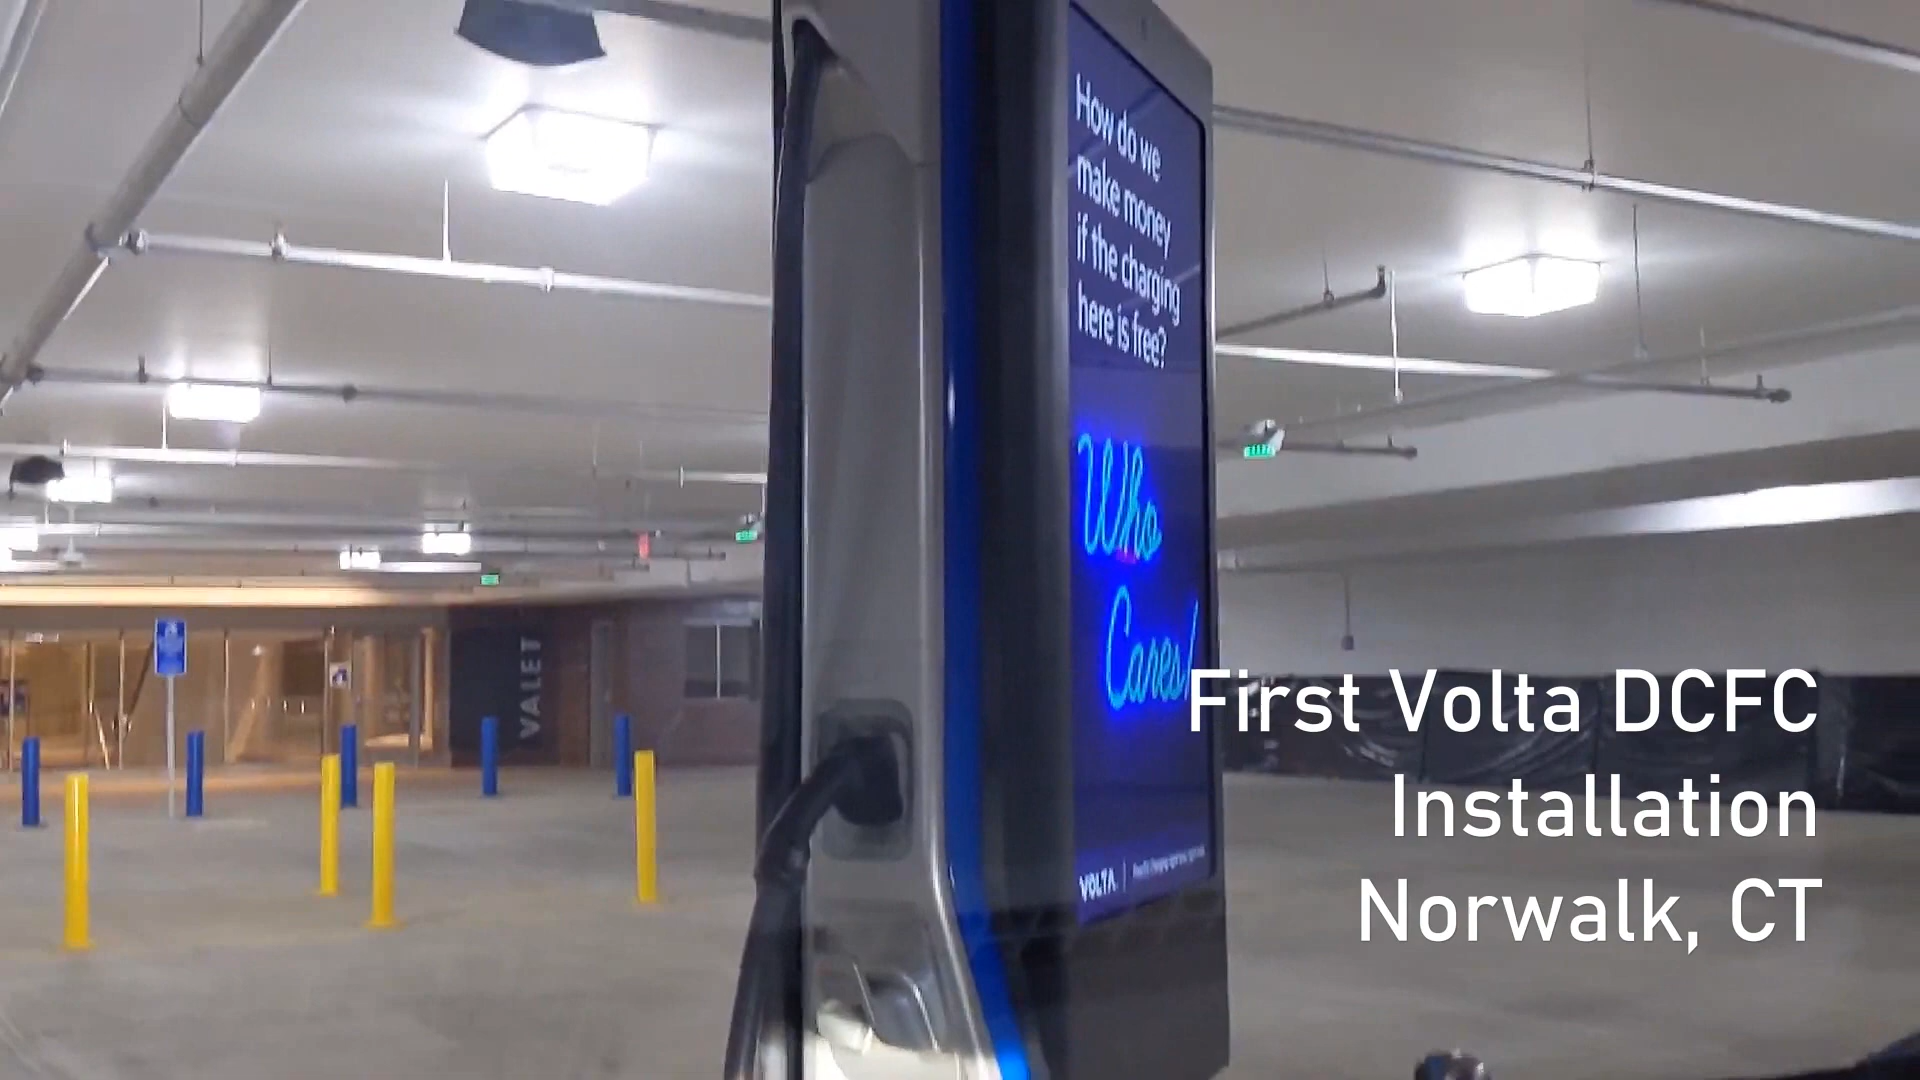 How do we
make money
if the charging
here is free?
Who
Cares!
VOLTA
VALET
First Volta DCFC
Installation
Norwalk, CT